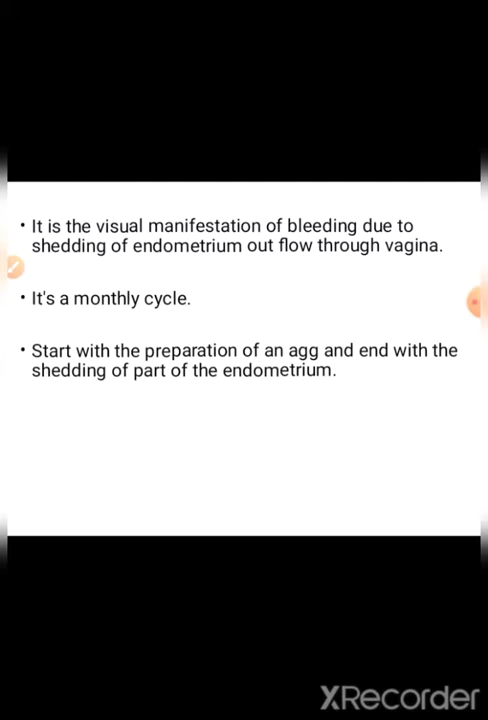 • It is the visual manifestation of bleeding due to
shedding of endometrium out flow through vagina.
• It's a monthly cycle.
• Start with the preparation of an agg and end with the
shedding of part of the endometrium.
XRecorder